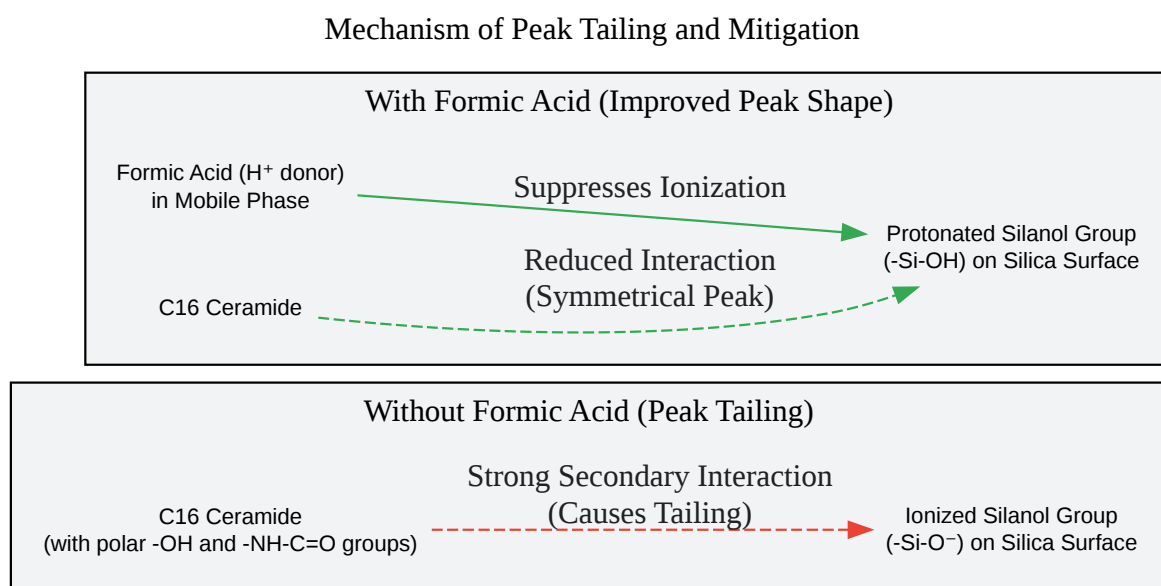 Mechanism of Peak Tailing and Mitigation
With Formic Acid (Improved Peak Shape)
Formic Acid (H⁺ donor)
in Mobile Phase
Suppresses Ionization
Protonated Silanol Group
(-Si-OH) on Silica Surface
Reduced Interaction
(Symmetrical Peak)
C16 Ceramide
Without Formic Acid (Peak Tailing)
Strong Secondary Interaction
(Causes Tailing)
C16 Ceramide
(with polar -OH and -NH-C=O groups)
Ionized Silanol Group
(-Si-O⁻) on Silica Surface